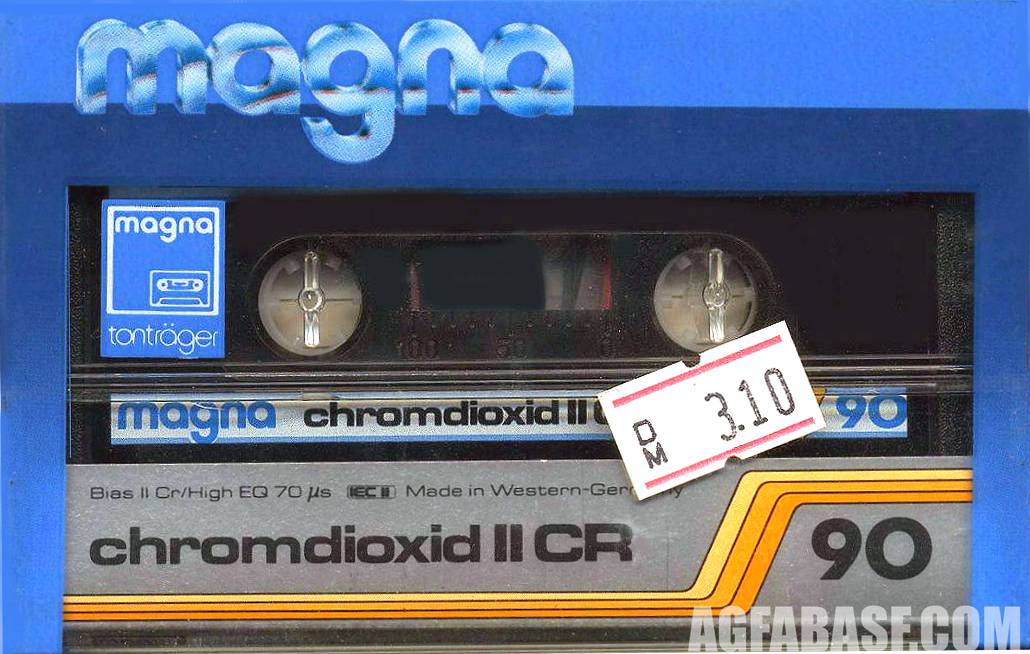 magna
magna
tonträger
100 50 0
magna chromdioxid II
90
DM 3.10
Bias II Cr/High EQ 70 µs IEC II Made in Western-Ger
chromdioxid II CR
90
AGFABASE.COM